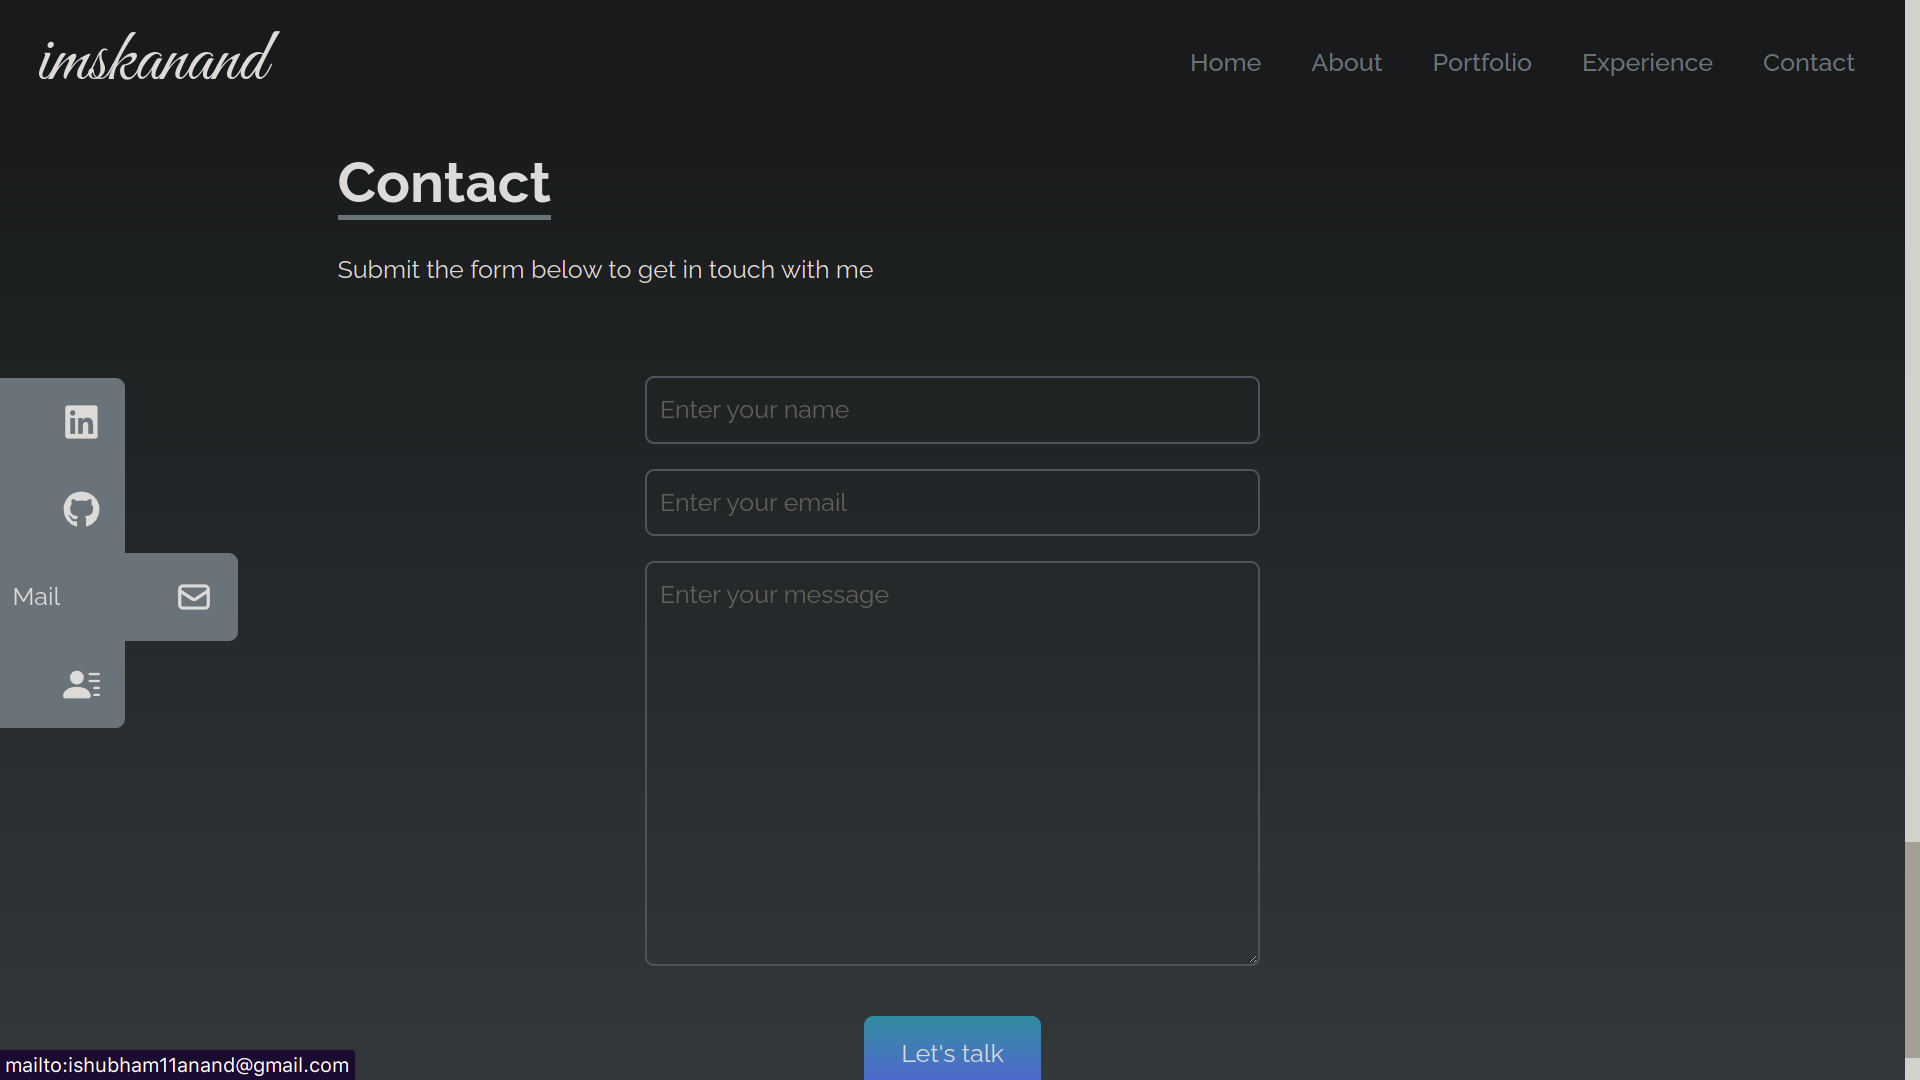 imskanand
Home About Portfolio Experience Contact
Contact
Submit the form below to get in touch with me
Enter your name
Enter your email
Mail
Enter your message
Let's talk
mailto:ishubham11anand@gmail.com